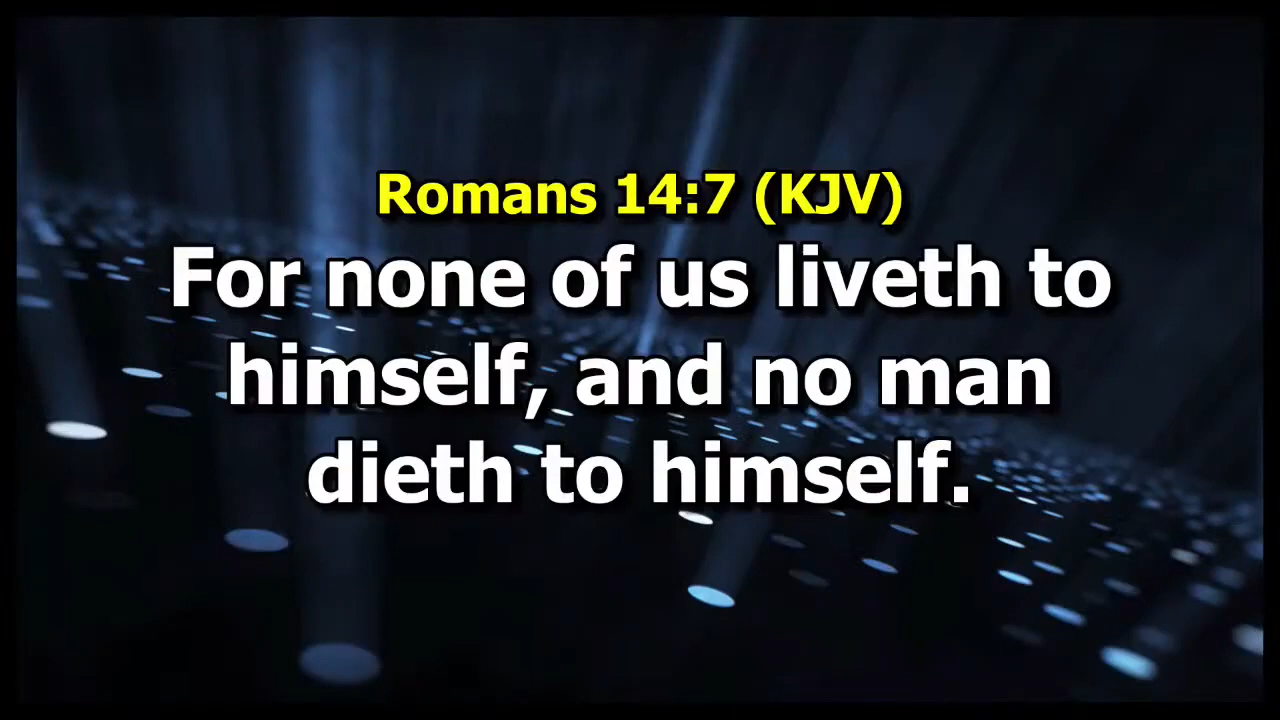 Romans 14:7 (KJV)
For none of us liveth to
himself, and no man
dieth to himself.